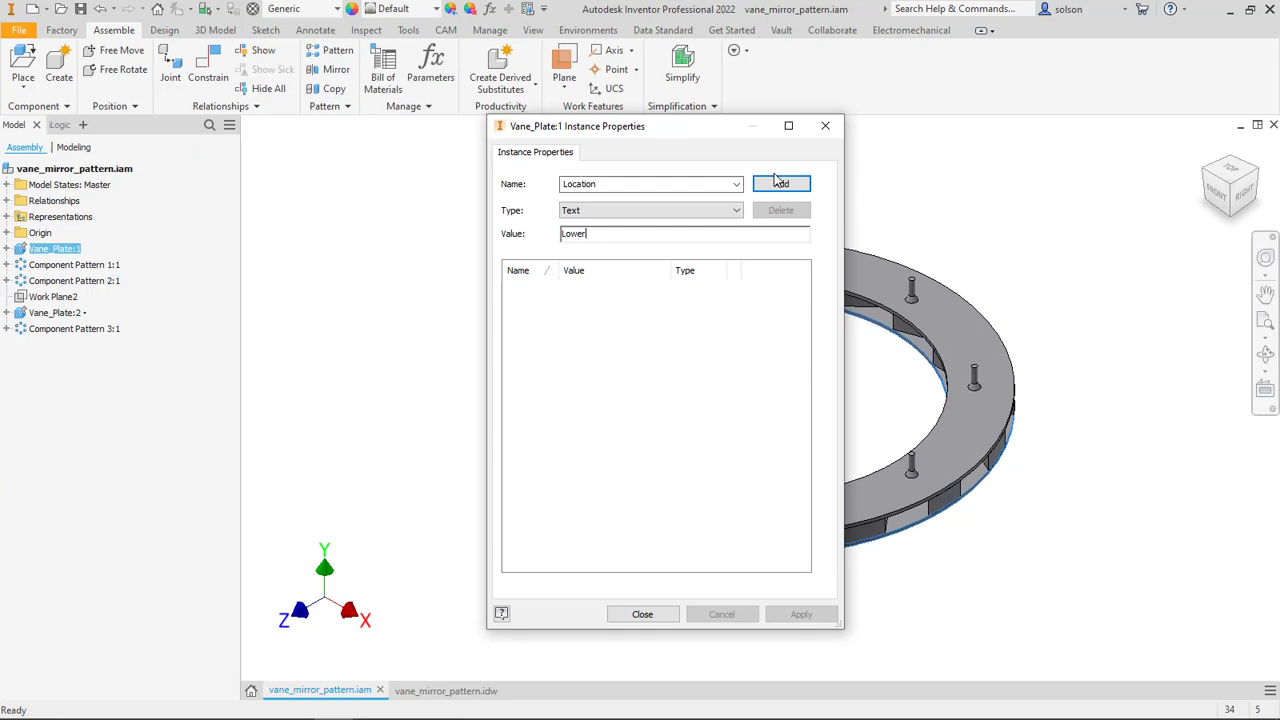 Generic
Default
Autodesk Inventor Professional 2022
vane_mirror_pattern.iam
Search Help & Commands...
solson
File
Factory
Assemble
Design
3D Model
Sketch
Annotate
Inspect
Tools
CAM
Manage
View
Environments
Data Standard
Get Started
Vault
Collaborate
Electromechanical
Place
Create
Free Move
Free Rotate
Joint
Constrain
Show
Show Sick
Hide All
Pattern
Mirror
Copy
Bill of
Materials
Parameters
Create Derived
Substitutes
Plane
Axis
Point
UCS
Simplify
Component
Position
Relationships
Pattern
Manage
Productivity
Work Features
Simplification
Model
iLogic
Assembly
Modeling
vane_mirror_pattern.iam
Model States: Master
Relationships
Representations
Origin
Vane_Plate:1
Component Pattern 1:1
Component Pattern 2:1
Work Plane2
Vane_Plate:2
Component Pattern 3:1
Vane_Plate:1 Instance Properties
Instance Properties
Name:
Location
Type:
Text
Delete
Value:
Lower
Name
Value
Type
Close
Cancel
Apply
TOP
FRONT
RIGHT
Y
Z
X
vane_mirror_pattern.iam
vane_mirror_pattern.idw
Ready
34
5